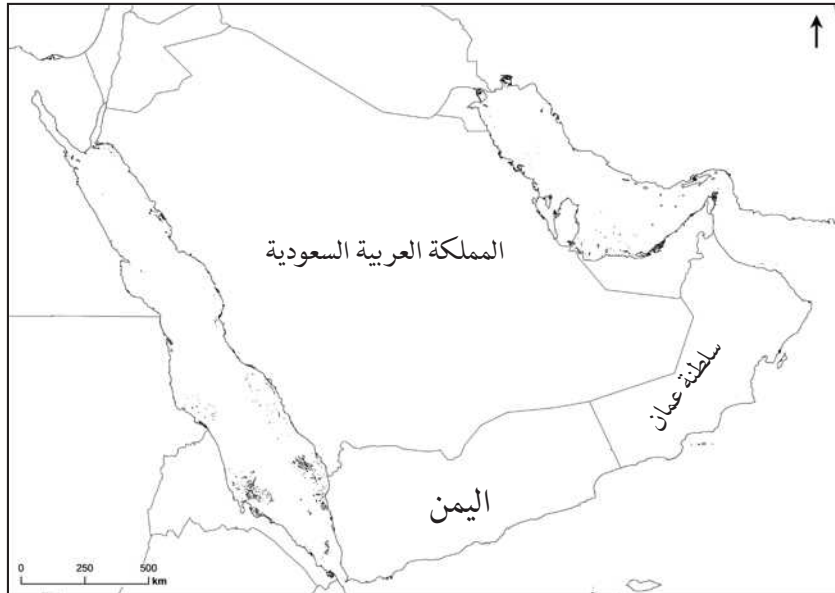 المملكة العربية السعودية
سلطنة عمان
اليمن
0 250 500
km